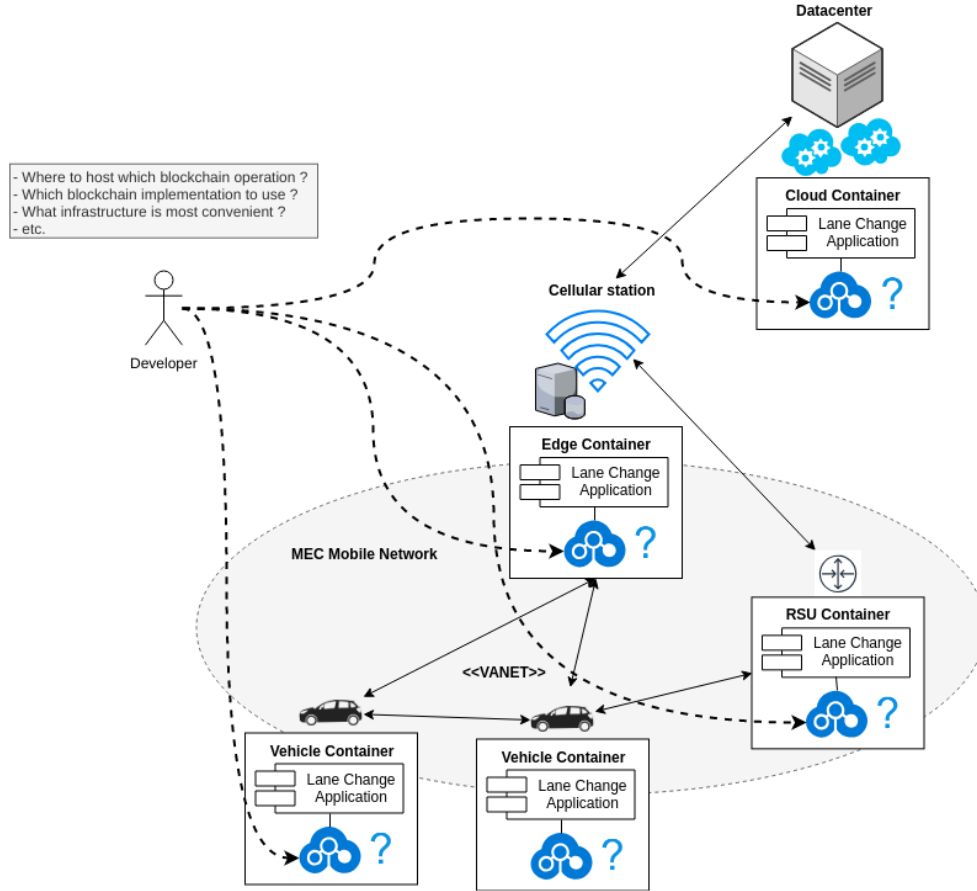 Datacenter
- Where to host which blockchain operation ?
- Which blockchain implementation to use ?
- What infrastructure is most convenient ?
- etc.
Cloud Container
Lane Change
Application
?
Cellular station
Developer
Edge Container
Lane Change
Application
?
MEC Mobile Network
RSU Container
Lane Change
Application
?
<<VANET>>
Vehicle Container
Lane Change
Application
?
Vehicle Container
Lane Change
Application
?